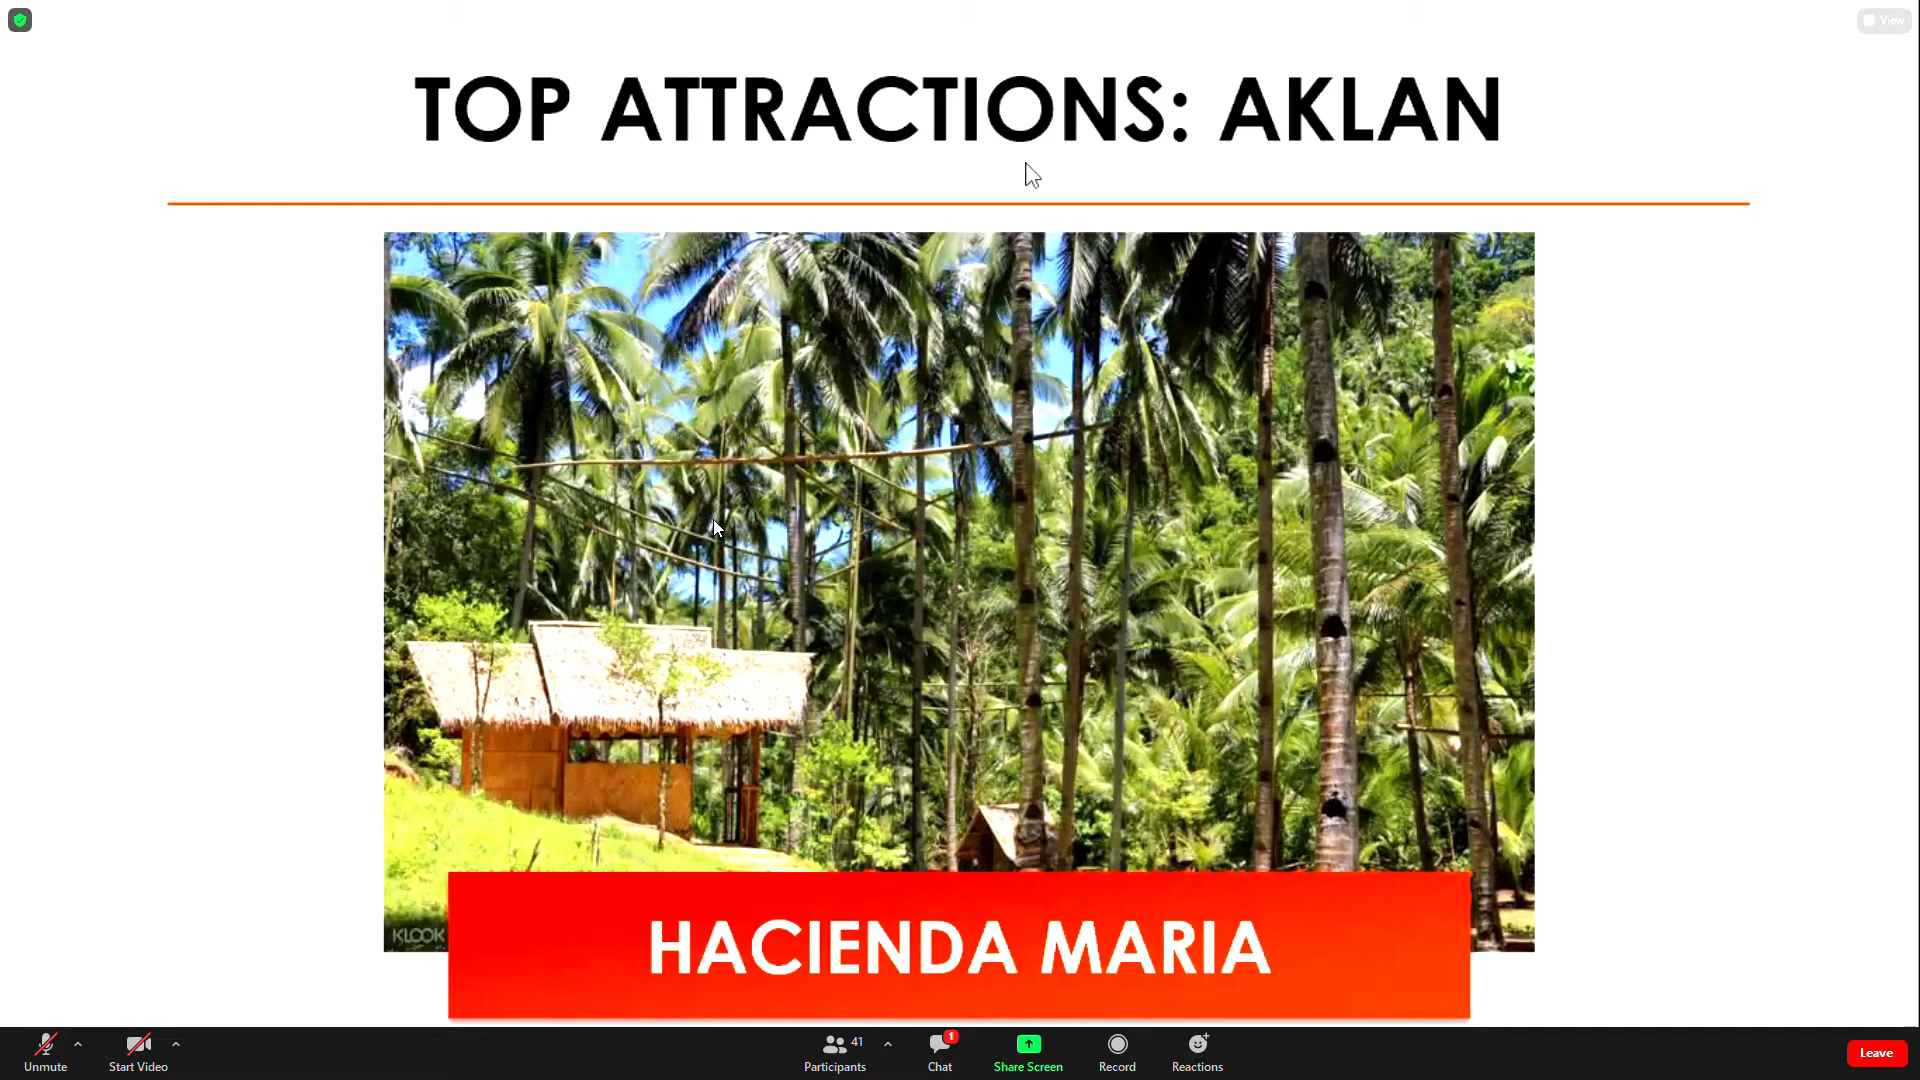 View
TOP ATTRACTIONS: AKLAN
KLOOK
HACIENDA MARIA
Unmute
Start Video
41
Participants
1
Chat
Share Screen
Record
Reactions
Leave